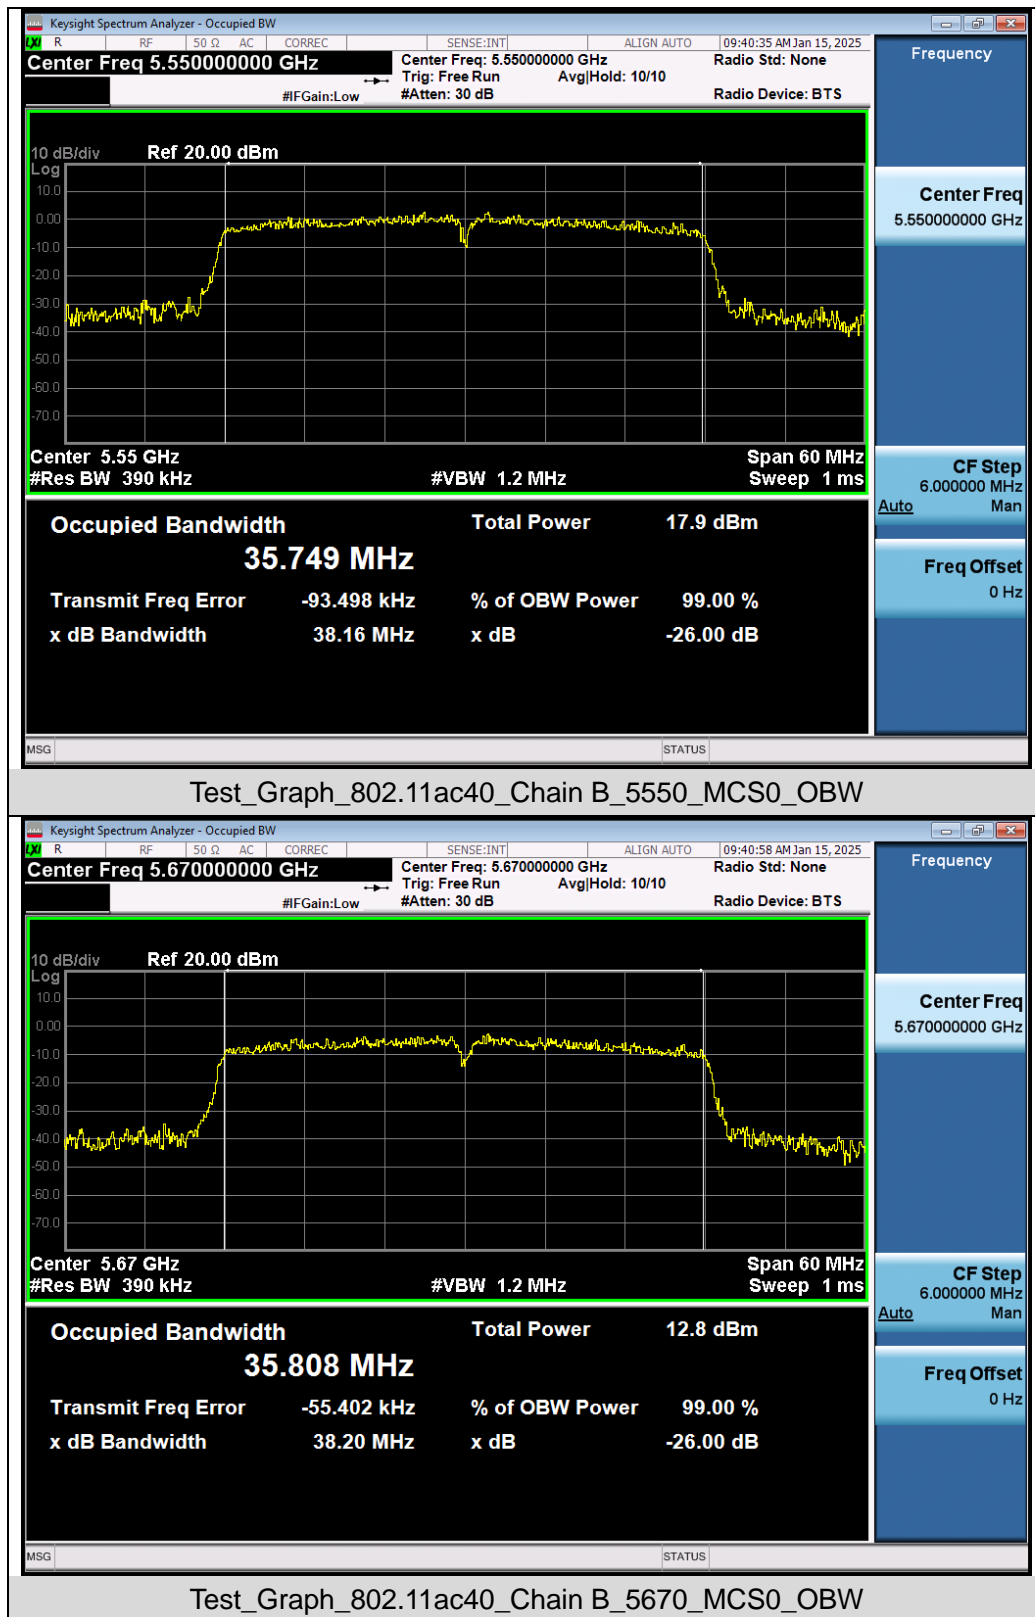 Keysight Spectrum Analyzer - Occupied BW
LXI R RF 50 Ω AC CORREC SENSE:INT ALIGN AUTO 09:40:35 AM Jan 15, 2025
Center Freq 5.550000000 GHz
Center Freq: 5.550000000 GHz
Radio Std: None
Trig: Free Run Avg|Hold: 10/10
#IFGain:Low
#Atten: 30 dB
Radio Device: BTS
Frequency
10 dB/div Ref 20.00 dBm
Log
10.0
0.00
-10.0
-20.0
-30.0
-40.0
-50.0
-60.0
-70.0
Center Freq
5.550000000 GHz
Center 5.55 GHz Span 60 MHz
#Res BW 390 kHz #VBW 1.2 MHz Sweep 1 ms
CF Step
6.000000 MHz
Auto Man
Freq Offset
0 Hz
Occupied Bandwidth Total Power 17.9 dBm
35.749 MHz
Transmit Freq Error -93.498 kHz % of OBW Power 99.00 %
x dB Bandwidth 38.16 MHz x dB -26.00 dB
MSG STATUS
Test_Graph_802.11ac40_Chain B_5550_MCS0_OBW
Keysight Spectrum Analyzer - Occupied BW
LXI R RF 50 Ω AC CORREC SENSE:INT ALIGN AUTO 09:40:58 AM Jan 15, 2025
Center Freq 5.670000000 GHz
Center Freq: 5.670000000 GHz
Radio Std: None
Trig: Free Run Avg|Hold: 10/10
#IFGain:Low
#Atten: 30 dB
Radio Device: BTS
Frequency
10 dB/div Ref 20.00 dBm
Log
10.0
0.00
-10.0
-20.0
-30.0
-40.0
-50.0
-60.0
-70.0
Center Freq
5.670000000 GHz
Center 5.67 GHz Span 60 MHz
#Res BW 390 kHz #VBW 1.2 MHz Sweep 1 ms
CF Step
6.000000 MHz
Auto Man
Freq Offset
0 Hz
Occupied Bandwidth Total Power 12.8 dBm
35.808 MHz
Transmit Freq Error -55.402 kHz % of OBW Power 99.00 %
x dB Bandwidth 38.20 MHz x dB -26.00 dB
MSG STATUS
Test_Graph_802.11ac40_Chain B_5670_MCS0_OBW